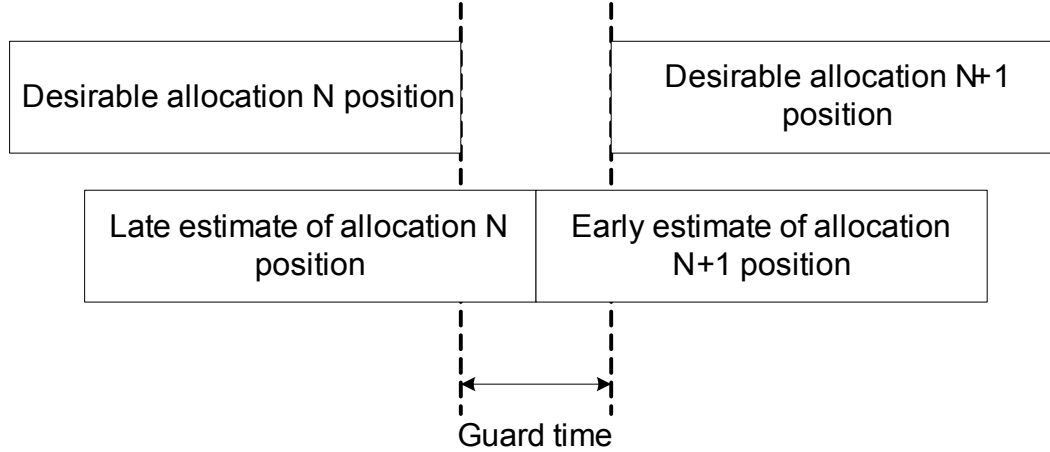 Desirable allocation N position
Desirable allocation N+1
position
Late estimate of allocation N
position
Early estimate of allocation
N+1 position
Guard time